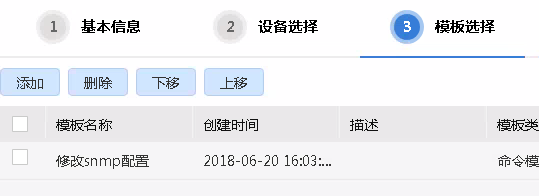 1 基本信息 2 设备选择 3 模板选择
添加 删除 下移 上移
模板名称 创建时间 描述 模板类
修改snmp配置 2018-06-20 16:03:... 命令模